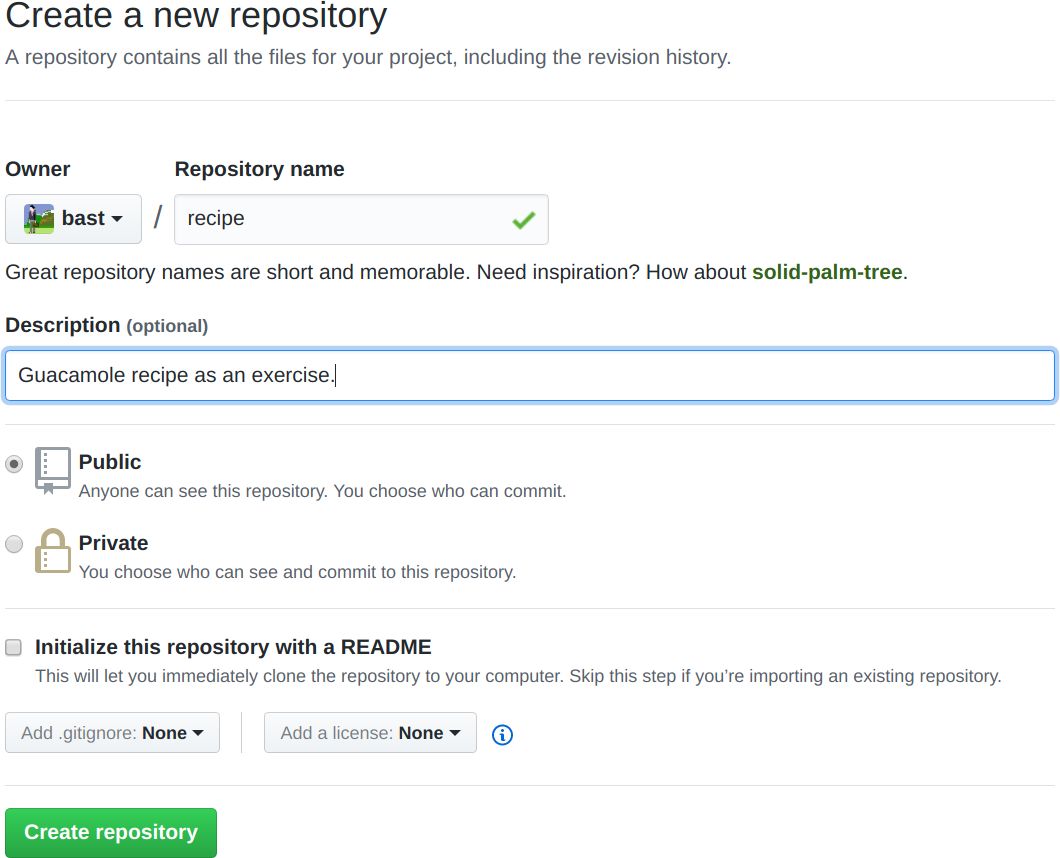 Create a new repository
A repository contains all the files for your project, including the revision history.
Owner
Repository name
bast / recipe
Great repository names are short and memorable. Need inspiration? How about solid-palm-tree.
Description (optional)
Guacamole recipe as an exercise.
Public
Anyone can see this repository. You choose who can commit.
Private
You choose who can see and commit to this repository.
Initialize this repository with a README
This will let you immediately clone the repository to your computer. Skip this step if you’re importing an existing repository.
Add .gitignore: None
Add a license: None
Create repository